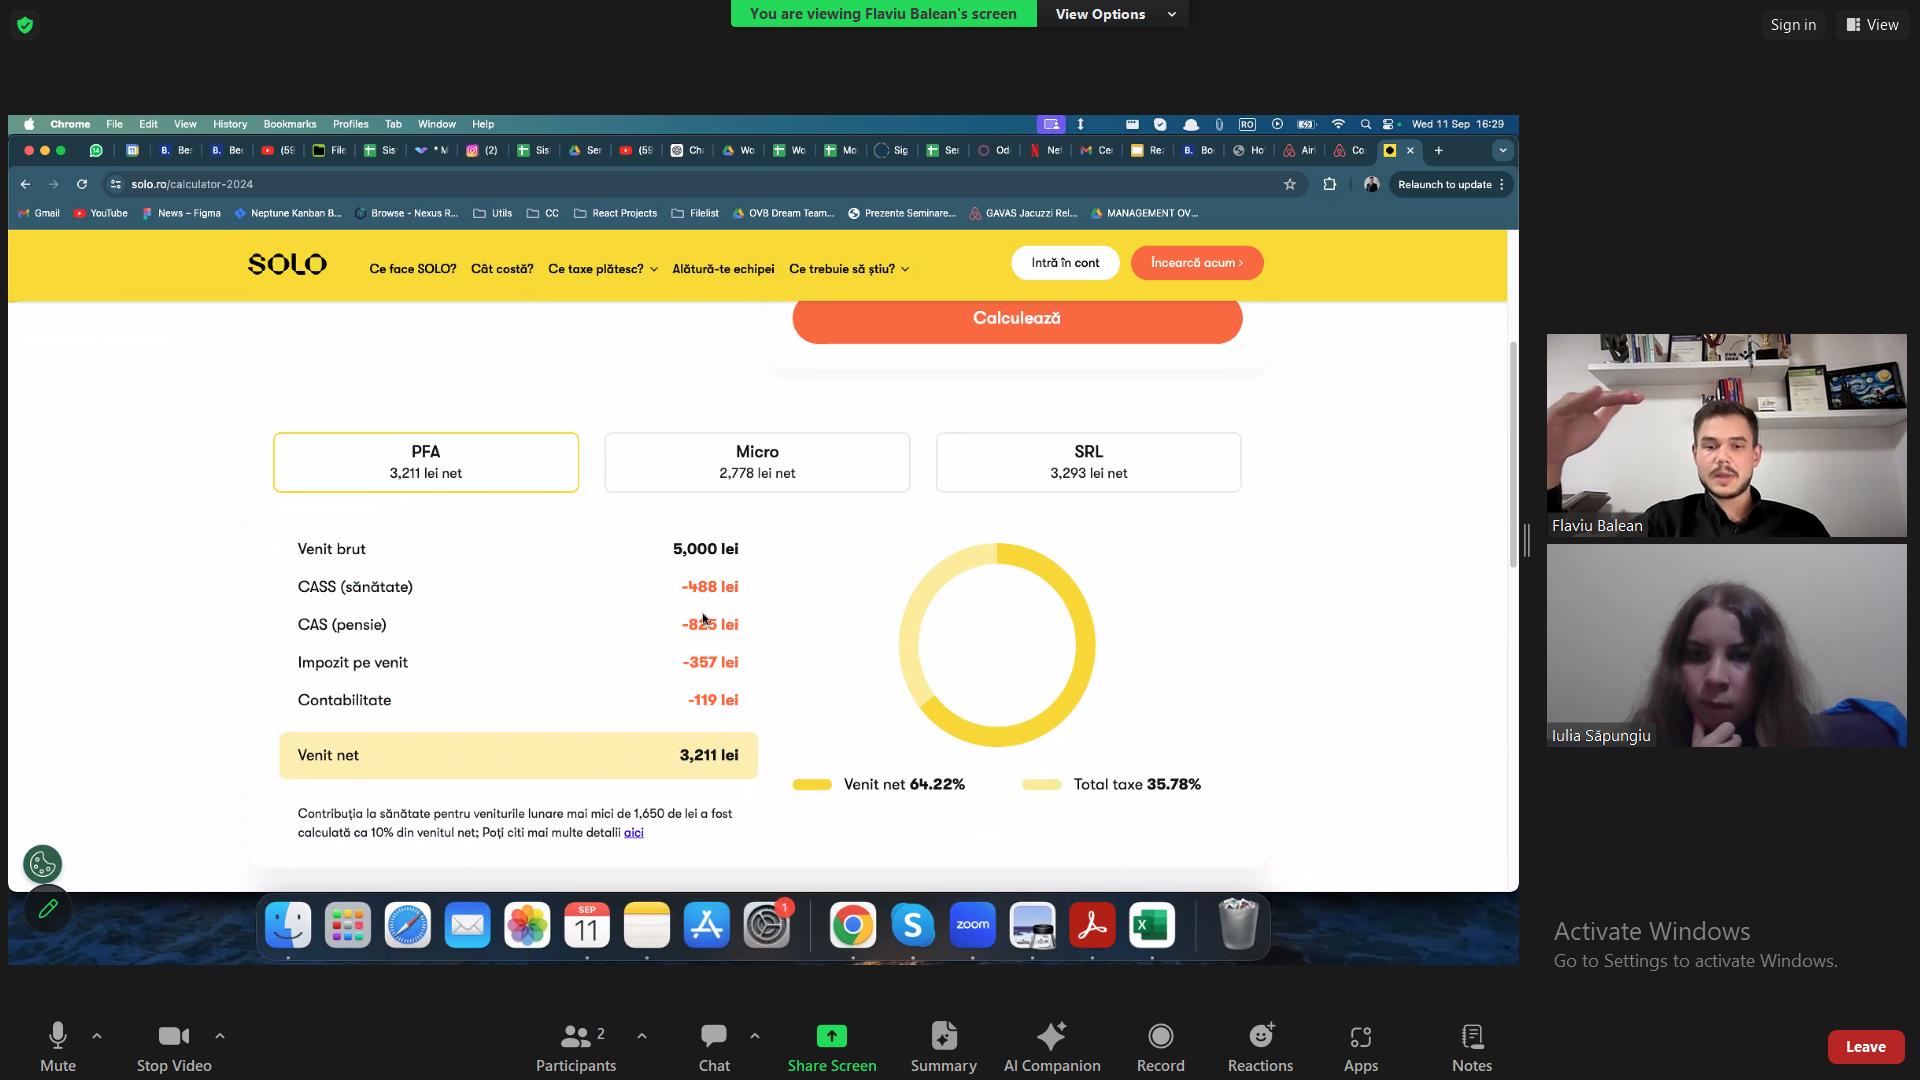 You are viewing Flaviu Balean's screen
View Options
Sign in
View
Chrome File Edit View History Bookmarks Profiles Tab Window Help
RO
Wed 11 Sep 16:29
solo.ro/calculator-2024
Relaunch to update
Gmail
YouTube
News – Figma
Neptune Kanban B...
Browse - Nexus R...
Utils
CC
React Projects
Filelist
OVB Dream Team...
Prezente Seminare...
GAVAS Jacuzzi Rel...
MANAGEMENT OV...
SOLO
Ce face SOLO?
Cât costă?
Ce taxe plătesc?
Alătură-te echipei
Ce trebuie să știu?
Intră în cont
Încearcă acum ›
Calculează
PFA
3,211 lei net
Micro
2,778 lei net
SRL
3,293 lei net
Venit brut 5,000 lei
CASS (sănătate) -488 lei
CAS (pensie) -825 lei
Impozit pe venit -357 lei
Contabilitate -119 lei
Venit net 3,211 lei
Venit net 64.22%
Total taxe 35.78%
Contribuția la sănătate pentru veniturile lunare mai mici de 1,650 de lei a fost
calculată ca 10% din venitul net; Poți citi mai multe detalii aici
Flaviu Balean
Iulia Săpungiu
SEP
11
1
zoom
Activate Windows
Go to Settings to activate Windows.
Mute
Stop Video
2
Participants
Chat
Share Screen
Summary
AI Companion
Record
Reactions
Apps
Notes
Leave